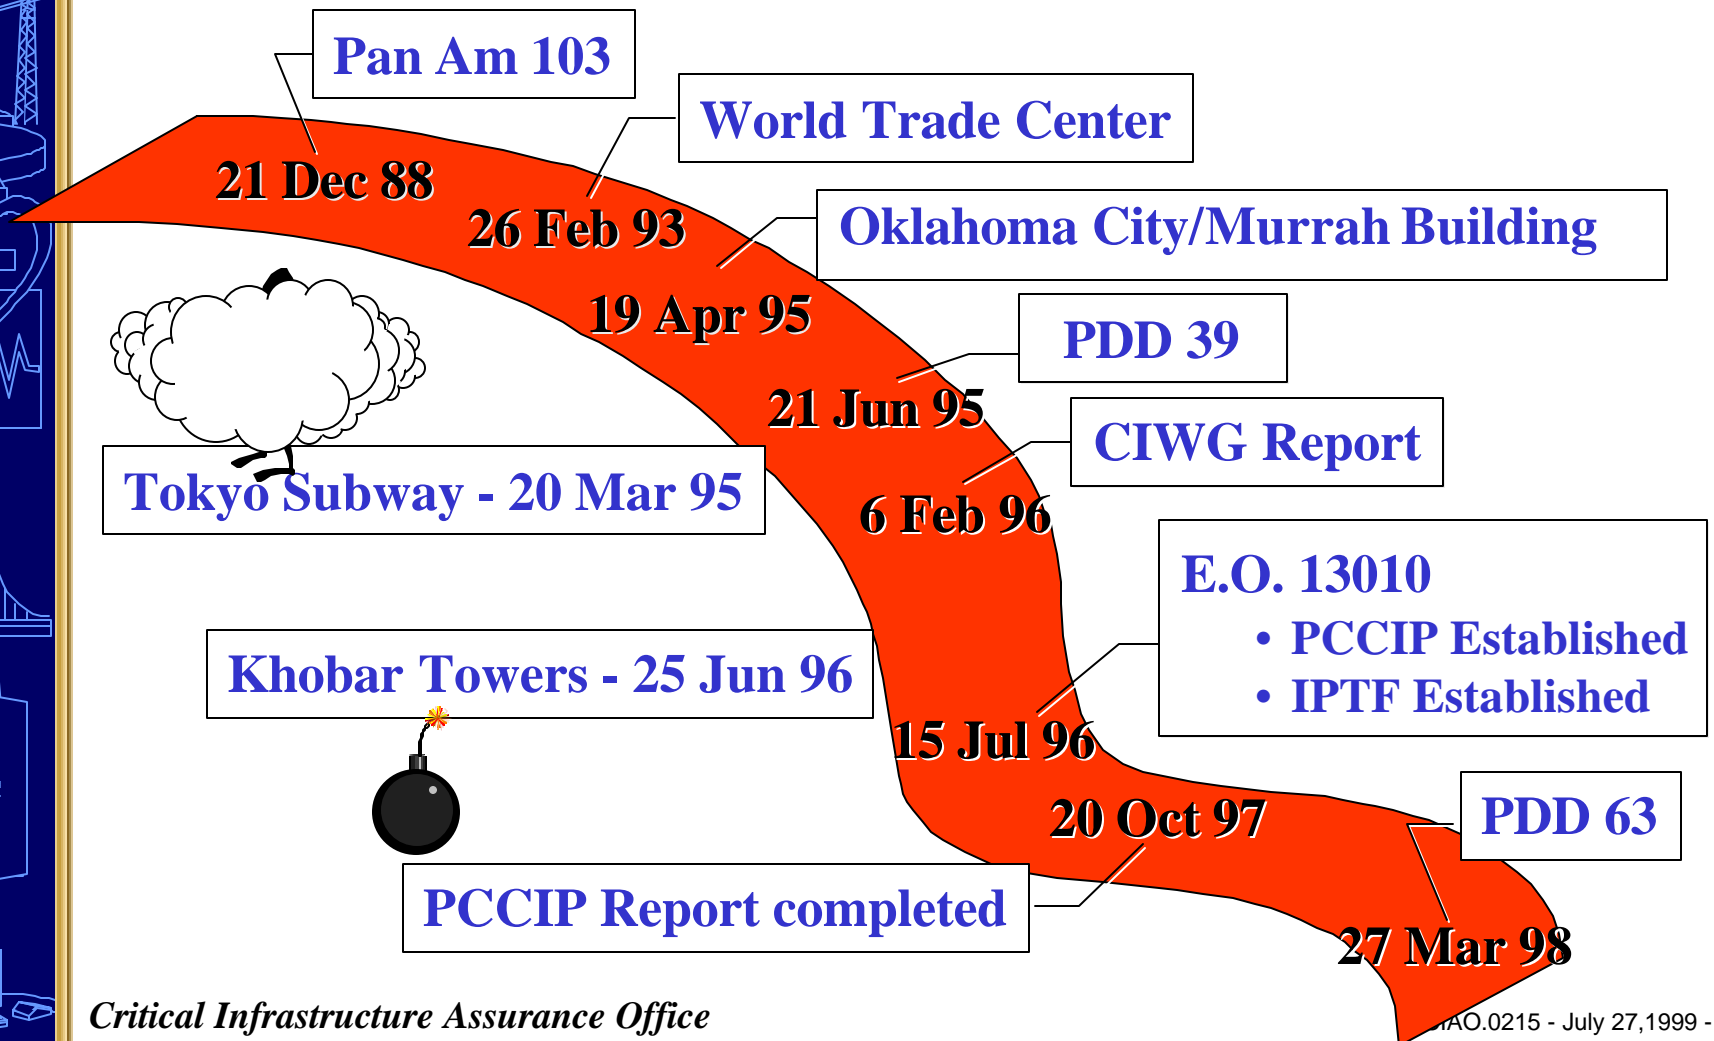 Pan Am 103
World Trade Center
21 Dec 88
26 Feb 93
Oklahoma City/Murrah Building
19 Apr 95
PDD 39
21 Jun 95
CIWG Report
Tokyo Subway - 20 Mar 95
6 Feb 96
E.O. 13010
• PCCIP Established
• IPTF Established
Khobar Towers - 25 Jun 96
15 Jul 96
20 Oct 97
PDD 63
PCCIP Report completed
27 Mar 98
Critical Infrastructure Assurance Office
IAO.0215 - July 27,1999 -